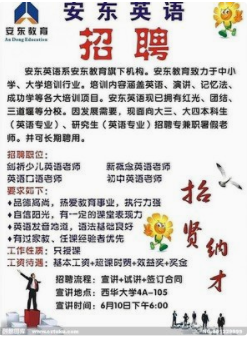 安东教育
An Dong Education
安东英语
招聘
安东英语系安东教育旗下机构。安东教育致力于中小
学、大学培训行业。培训内容涵盖英语、演讲、记忆法、
成功学等各大培训项目。安东英语现已拥有红光、团结、
三道堰等分校。因发展需要，现面向大三、大四本科生
（英语专业）、研究生（英语专业）招聘专兼职暑假老
师。并可长期聘用。
招聘职位：
剑桥少儿英语老师 新概念英语老师
英语口语老师 初中英语老师
要求如下：
品德高尚，热爱教育事业，执行力强
自信阳光，有一定的课堂表现力
英语发音地道，语法基础良好
有过家教、任课经验者优先
工作性质：只授课
工资待遇：基本工资+短课时费+效益奖+奖金
招贤纳才
招聘流程：宣讲+试讲+签订合同
宣讲地点：西华大学4A-105
宣讲时间：6月10日下午6:00